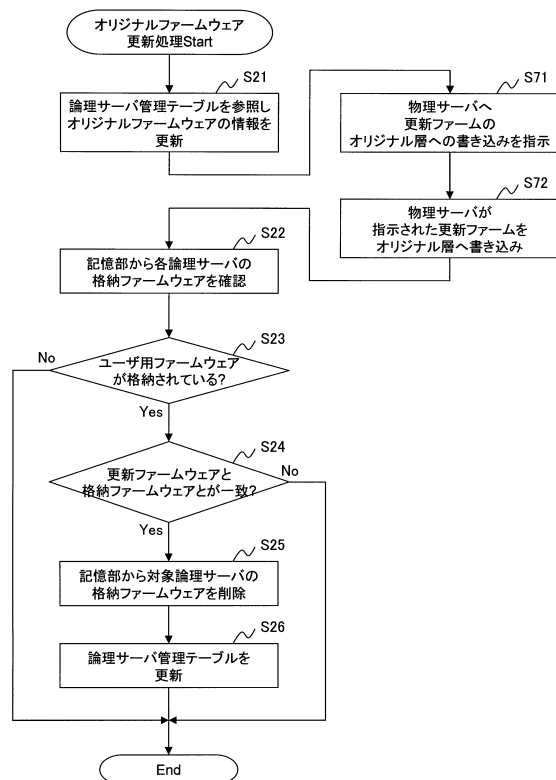 オリジナルファームウェア
更新処理Start
S21
論理サーバ管理テーブルを参照し
オリジナルファームウェアの情報を
更新
S71
物理サーバへ
更新ファームの
オリジナル層への書き込みを指示
S72
物理サーバが
指示された更新ファームを
オリジナル層へ書き込み
S22
記憶部から各論理サーバの
格納ファームウェアを確認
S23
No
ユーザ用ファームウェア
が格納されている?
Yes
S24
更新ファームウェアと
格納ファームウェアとが一致?
No
Yes
S25
記憶部から対象論理サーバの
格納ファームウェアを削除
S26
論理サーバ管理テーブルを
更新
End